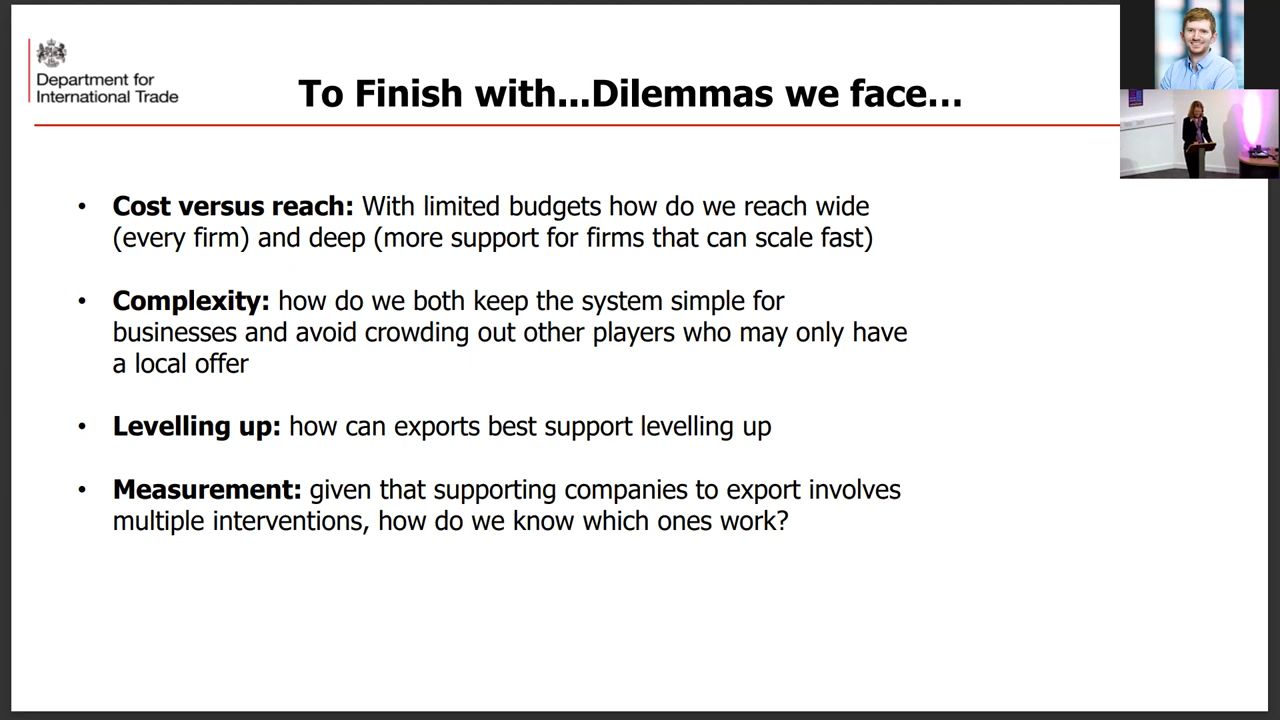 Department for
International Trade
To Finish with...Dilemmas we face...
• Cost versus reach: With limited budgets how do we reach wide
(every firm) and deep (more support for firms that can scale fast)
• Complexity: how do we both keep the system simple for
businesses and avoid crowding out other players who may only have
a local offer
• Levelling up: how can exports best support levelling up
• Measurement: given that supporting companies to export involves
multiple interventions, how do we know which ones work?